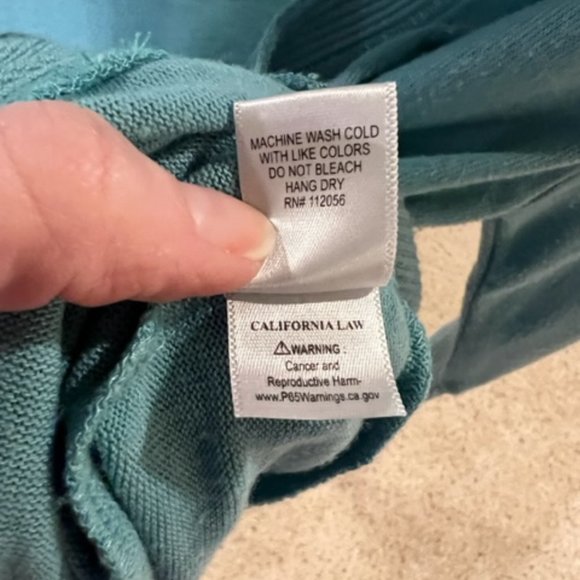 MACHINE WASH COLD
WITH LIKE COLORS
DO NOT BLEACH
HANG DRY
RN# 112056
CALIFORNIA LAW
⚠WARNING :
Cancer and
Reproductive Harm-
www.P65Warnings.ca.gov